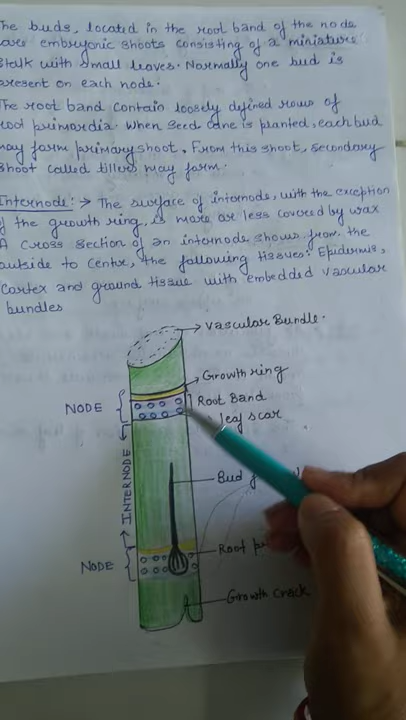 The buds, located in the root band of the node
are embryonic shoots consisting of a miniature
stalk with small leaves. Normally one bud is
present on each node.
The root band contain loosely defined rows of
root primordia. When seed cane is planted, each bud
may form primary shoot. From this shoot, secondary
shoot called tillers may form.
Internode:→ The surface of internode, with the exception
of the growth ring, is more or less covered by wax
A cross section of an internode shows, from the
outside to centre, the following tissues: Epidermis,
Cortex and ground tissue with embedded vascular
bundles
Vascular Bundle.
Growth ring
Root Band
leaf scar
NODE
INTERNODE
Bud
Root
NODE
Growth crack